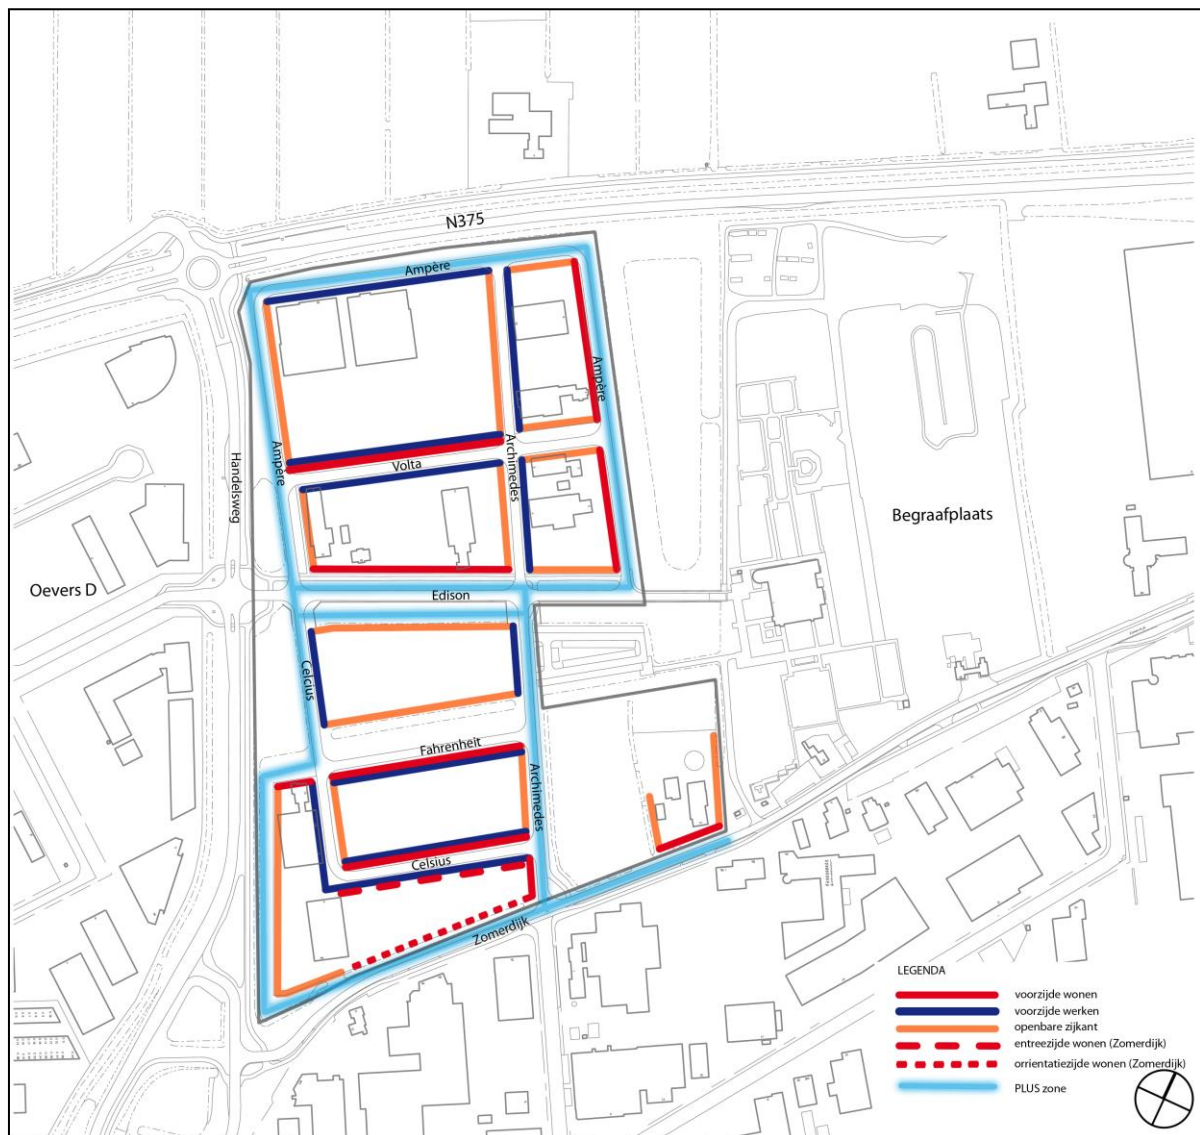 N375
Ampère
Ampère
Ampère
Archimedes
Volta
Handelsweg
Begraafplaats
Oevers D
Edison
Celcius
Fahrenheit
Archimedes
Celsius
Zomerdijk
LEGENDA
voorzijde wonen
voorzijde werken
openbare zijkant
entreezijde wonen (Zomerdijk)
orrientatiezijde wonen (Zomerdijk)
PLUS zone